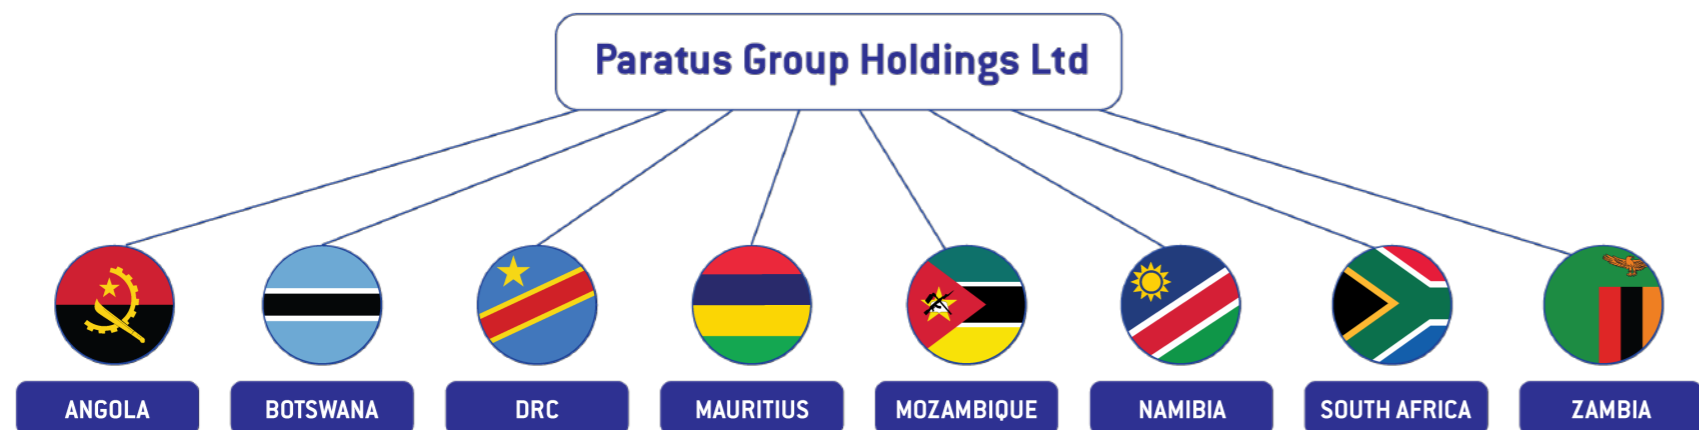 Paratus Group Holdings Ltd
ANGOLA
BOTSWANA
DRC
MAURITIUS
MOZAMBIQUE
NAMIBIA
SOUTH AFRICA
ZAMBIA